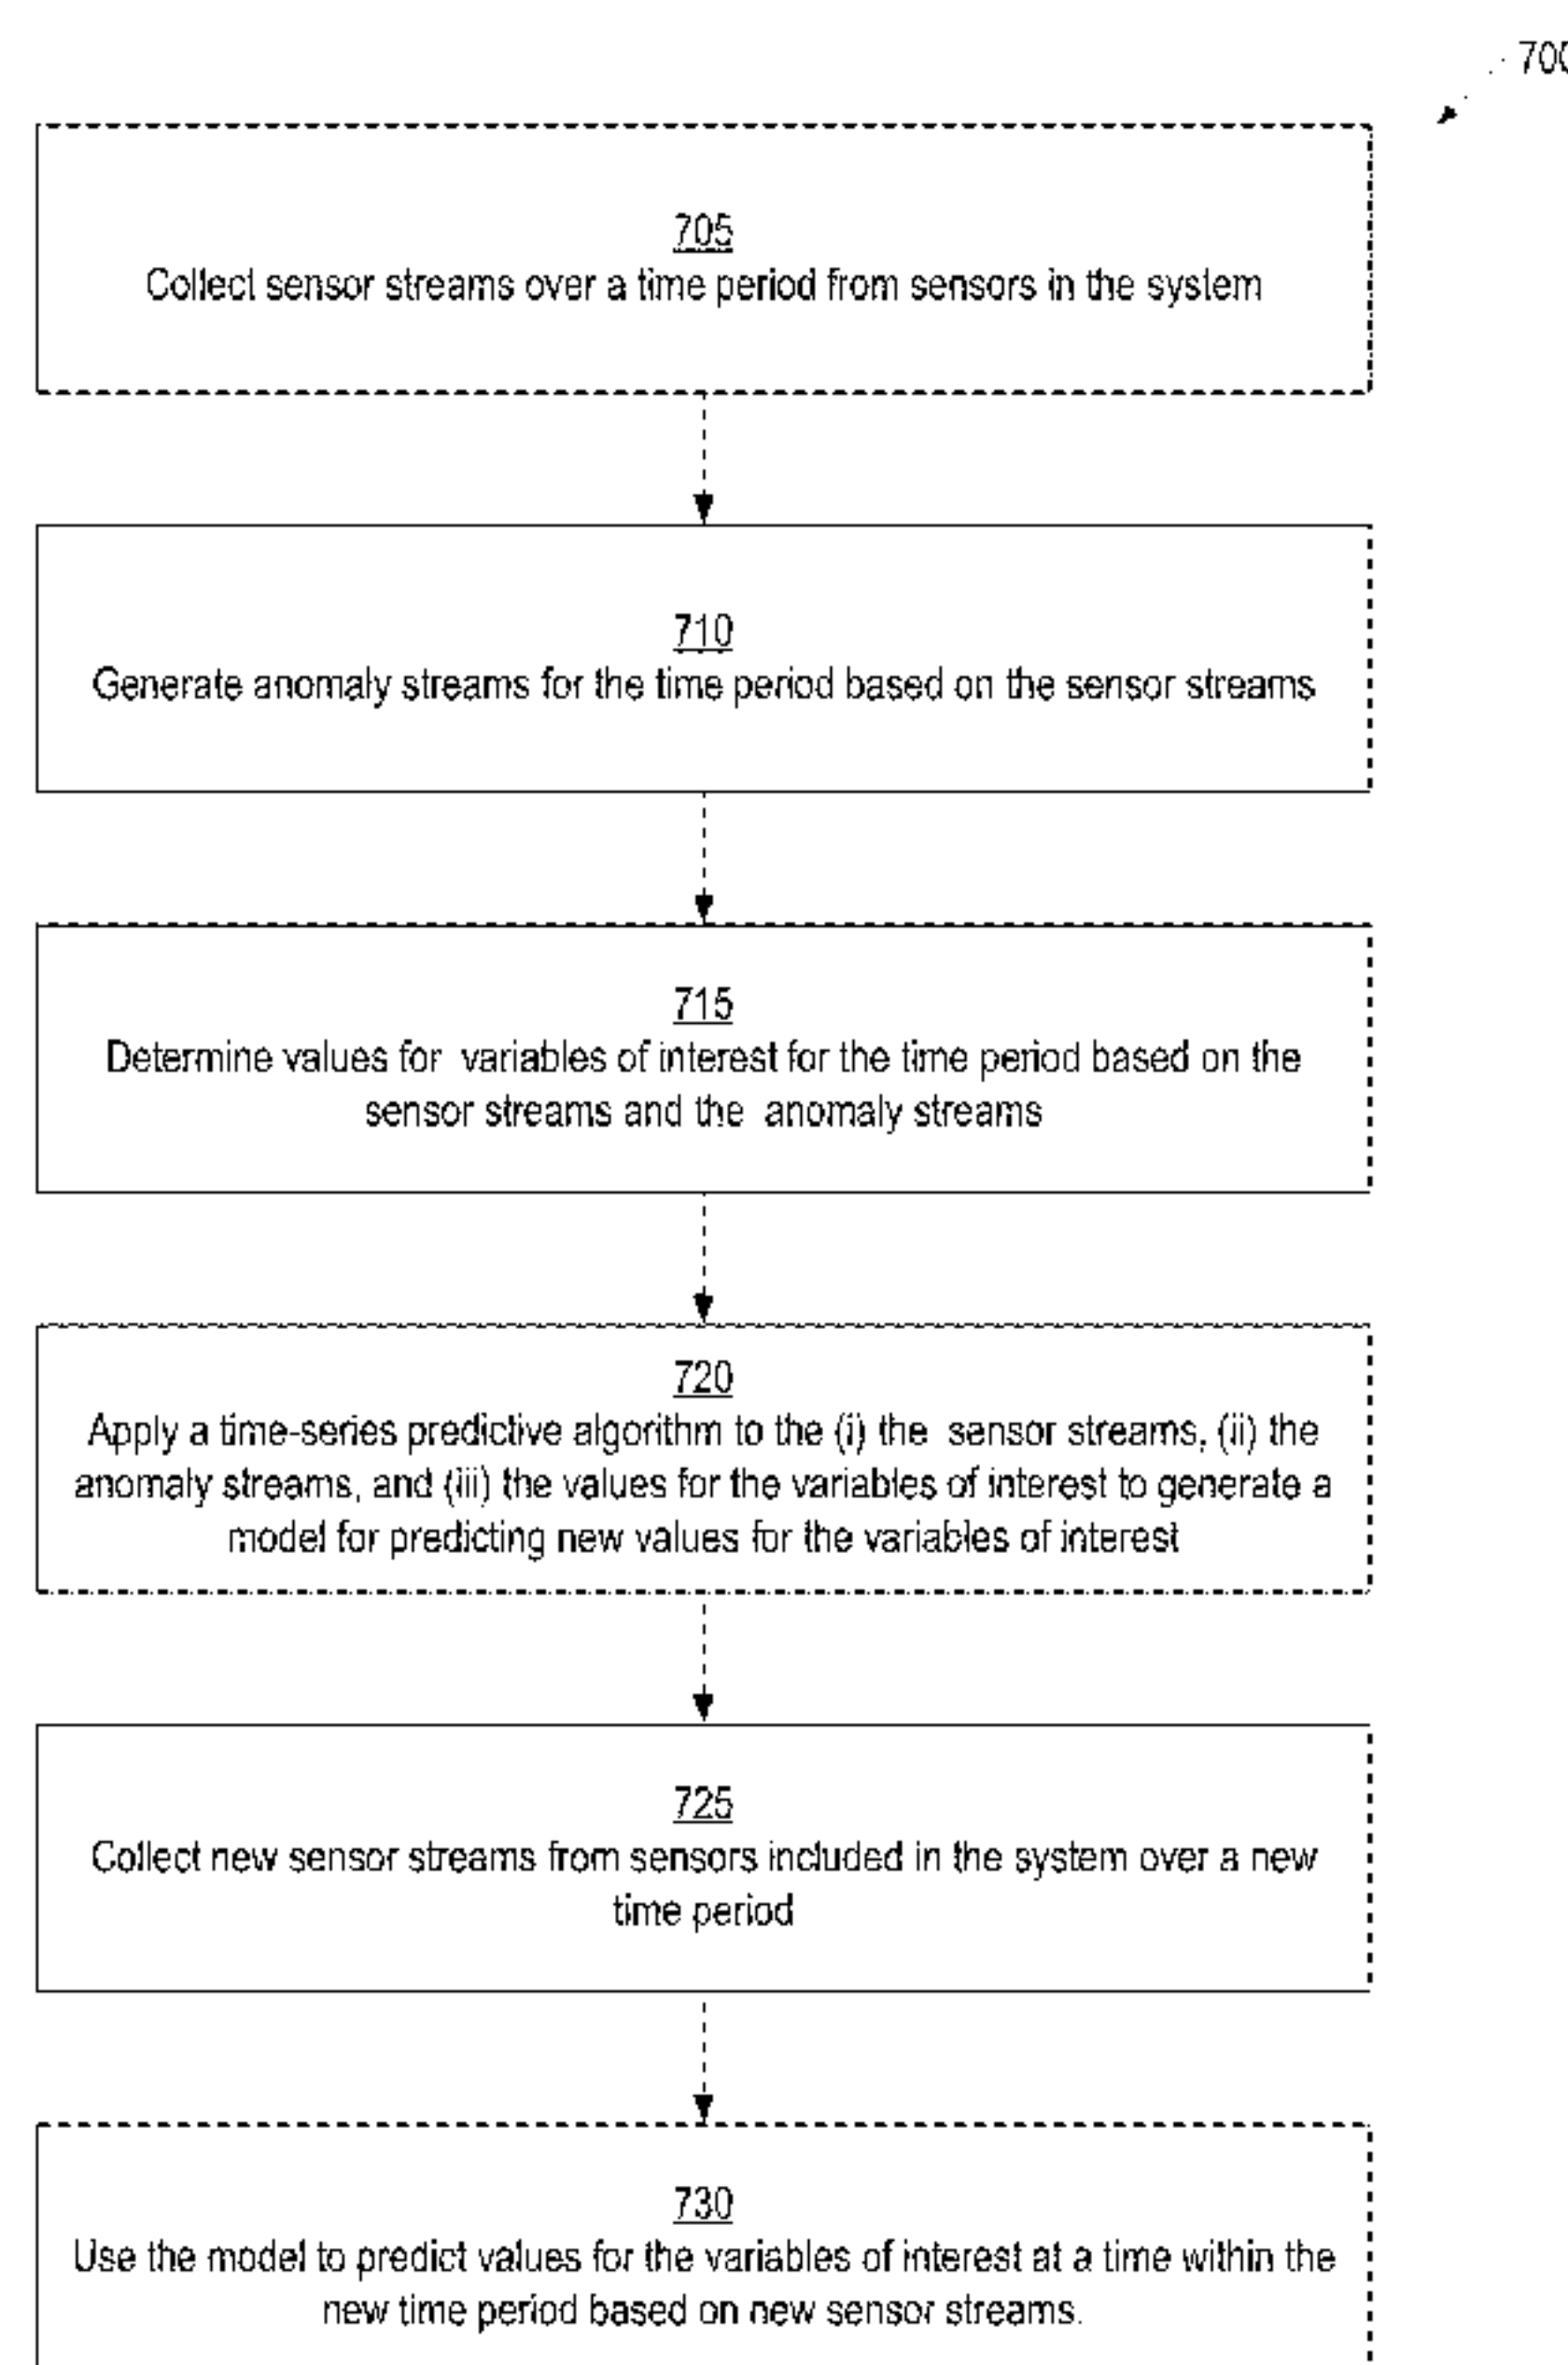 700
705
Collect sensor streams over a time period from sensors in the system
710
Generate anomaly streams for the time period based on the sensor streams
715
Determine values for variables of interest for the time period based on the
sensor streams and the anomaly streams
720
Apply a time-series predictive algorithm to the (i) the sensor streams, (ii) the
anomaly streams, and (iii) the values for the variables of interest to generate a
model for predicting new values for the variables of interest
725
Collect new sensor streams from sensors included in the system over a new
time period
730
Use the model to predict values for the variables of interest at a time within the
new time period based on new sensor streams.